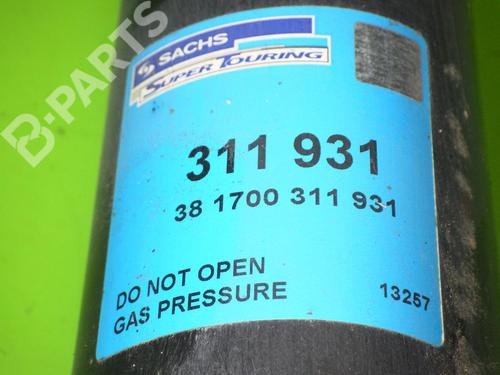 SACHS
SUPER TOURING
B-PARTS
311 931
38 1700 311 931
DO NOT OPEN
GAS PRESSURE
13257